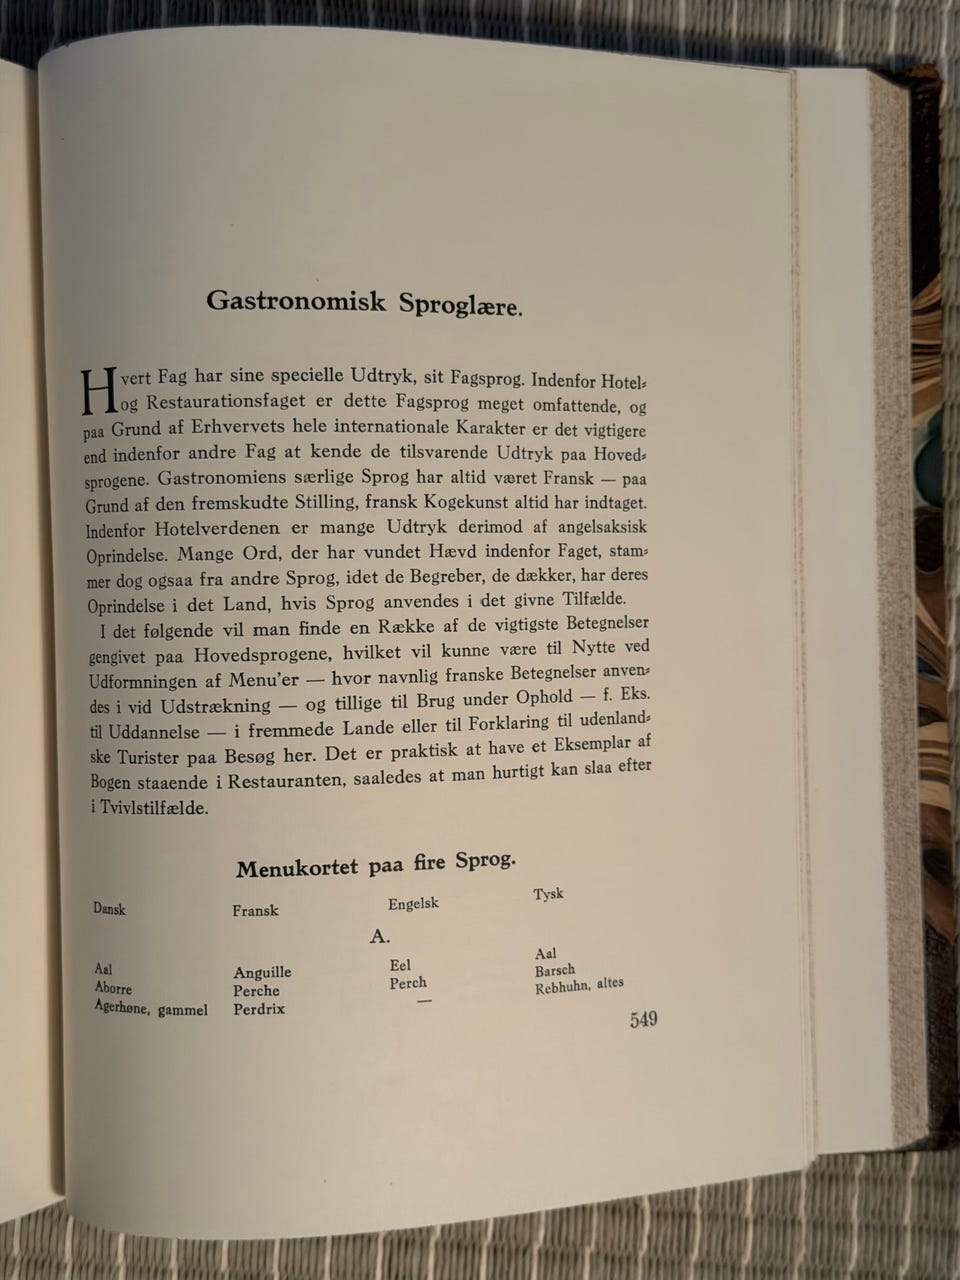 Gastronomisk Sproglære.
Hvert Fag har sine specielle Udtryk, sit Fagsprog. Indenfor Hotel-
og Restaurationsfaget er dette Fagsprog meget omfattende, og
paa Grund af Erhvervets hele internationale Karakter er det vigtigere
end indenfor andre Fag at kende de tilsvarende Udtryk paa Hoved-
sprogene. Gastronomiens særlige Sprog har altid været Fransk — paa
Grund af den fremskudte Stilling, fransk Kogekunst altid har indtaget.
Indenfor Hotelverdenen er mange Udtryk derimod af angelsaksisk
Oprindelse. Mange Ord, der har vundet Hævd indenfor Faget, stam-
mer dog ogsaa fra andre Sprog, idet de Begreber, de dækker, har deres
Oprindelse i det Land, hvis Sprog anvendes i det givne Tilfælde.
I det følgende vil man finde en Række af de vigtigste Betegnelser
gengivet paa Hovedsprogene, hvilket vil kunne være til Nytte ved
Udformningen af Menu'er — hvor navnlig franske Betegnelser anven-
des i vid Udstrækning — og tillige til Brug under Ophold — f. Eks.
til Uddannelse — i fremmede Lande eller til Forklaring til udenland-
ske Turister paa Besøg her. Det er praktisk at have et Eksemplar af
Bogen staaende i Restauranten, saaledes at man hurtigt kan slaa efter
i Tvivlstilfælde.
Menukortet paa fire Sprog.
Dansk Fransk Engelsk Tysk
A.
Aal Anguille Eel Aal
Aborre Perche Perch Barsch
Agerhøne, gammel Perdrix — Rebhuhn, altes
549